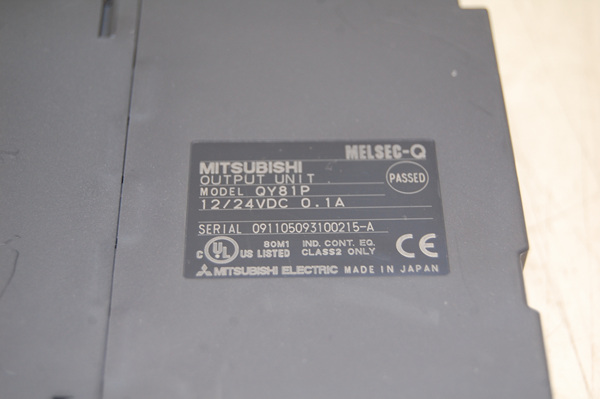 MELSEC-Q
MITSUBISHI
OUTPUT UNIT
PASSED
MODEL QY81P
12/24VDC 0.1A
SERIAL 091105093100215-A
C UL US LISTED
80M1 IND. CONT. EQ.
CLASS2 ONLY
CE
MITSUBISHI ELECTRIC MADE IN JAPAN